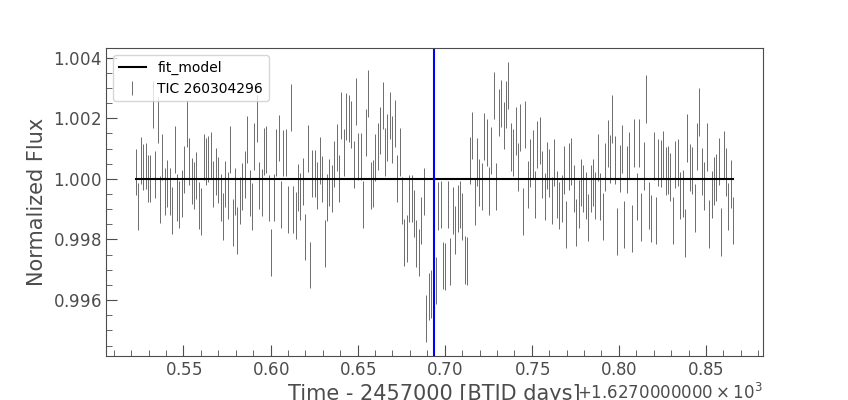 fit_model
TIC 260304296
1.004
1.002
1.000
0.998
0.996
Normalized Flux
0.55 0.60 0.65 0.70 0.75 0.80 0.85
Time - 2457000 [BTJD days]
+1.6270000000 × 10³